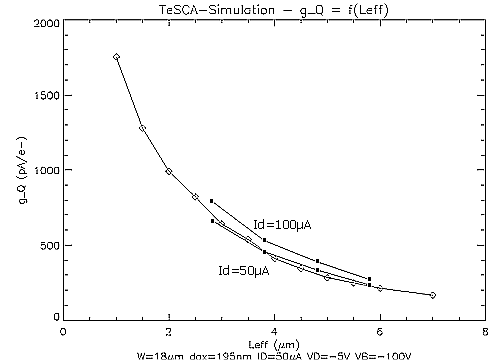 TeSCA-Simulation - g_Q = f(Leff)
2000
1500
1000
500
0
g_Q (pA/e-)
Id=100µA
Id=50µA
0 2 4 6 8
Leff (µm)
W=18µm dox=195nm ID=50µA VD=-5V VG=-100V